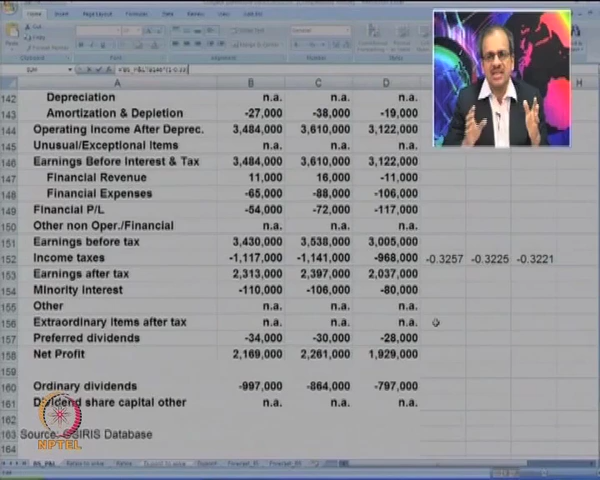 A B C D H
142 Depreciation n.a. n.a. n.a.
143 Amortization & Depletion -27,000 -38,000 -19,000
144 Operating Income After Deprec. 3,484,000 3,610,000 3,122,000
145 Unusual/Exceptional Items n.a. n.a. n.a.
146 Earnings Before Interest & Tax 3,484,000 3,610,000 3,122,000
147 Financial Revenue 11,000 16,000 -11,000
148 Financial Expenses -65,000 -88,000 -106,000
149 Financial P/L -54,000 -72,000 -117,000
150 Other non Oper./Financial n.a. n.a. n.a.
151 Earnings before tax 3,430,000 3,538,000 3,005,000
152 Income taxes -1,117,000 -1,141,000 -968,000 -0.3257 -0.3225 -0.3221
153 Earnings after tax 2,313,000 2,397,000 2,037,000
154 Minority Interest -110,000 -106,000 -80,000
155 Other n.a. n.a. n.a.
156 Extraordinary Items after tax n.a. n.a. n.a.
157 Preferred dividends -34,000 -30,000 -28,000
158 Net Profit 2,169,000 2,261,000 1,929,000
159
160 Ordinary dividends -997,000 -864,000 -797,000
161 Dividend share capital other n.a. n.a. n.a.
162
163 Source: OSIRIS Database
164
NPTEL